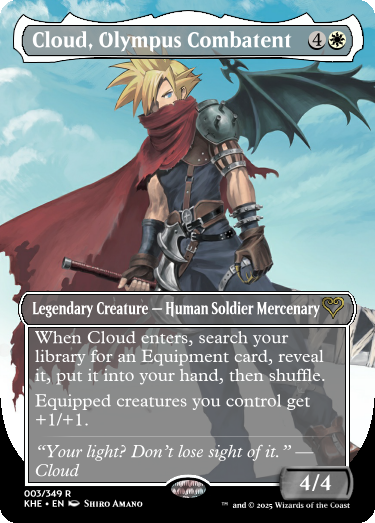 Cloud, Olympus Combatent 4
Legendary Creature — Human Soldier Mercenary
When Cloud enters, search your
library for an Equipment card, reveal
it, put it into your hand, then shuffle.
Equipped creatures you control get
+1/+1.
“Your light? Don’t lose sight of it.” —
Cloud
4/4
003/349 R
KHE • EN Shiro Amano
™ and © 2025 Wizards of the Coast